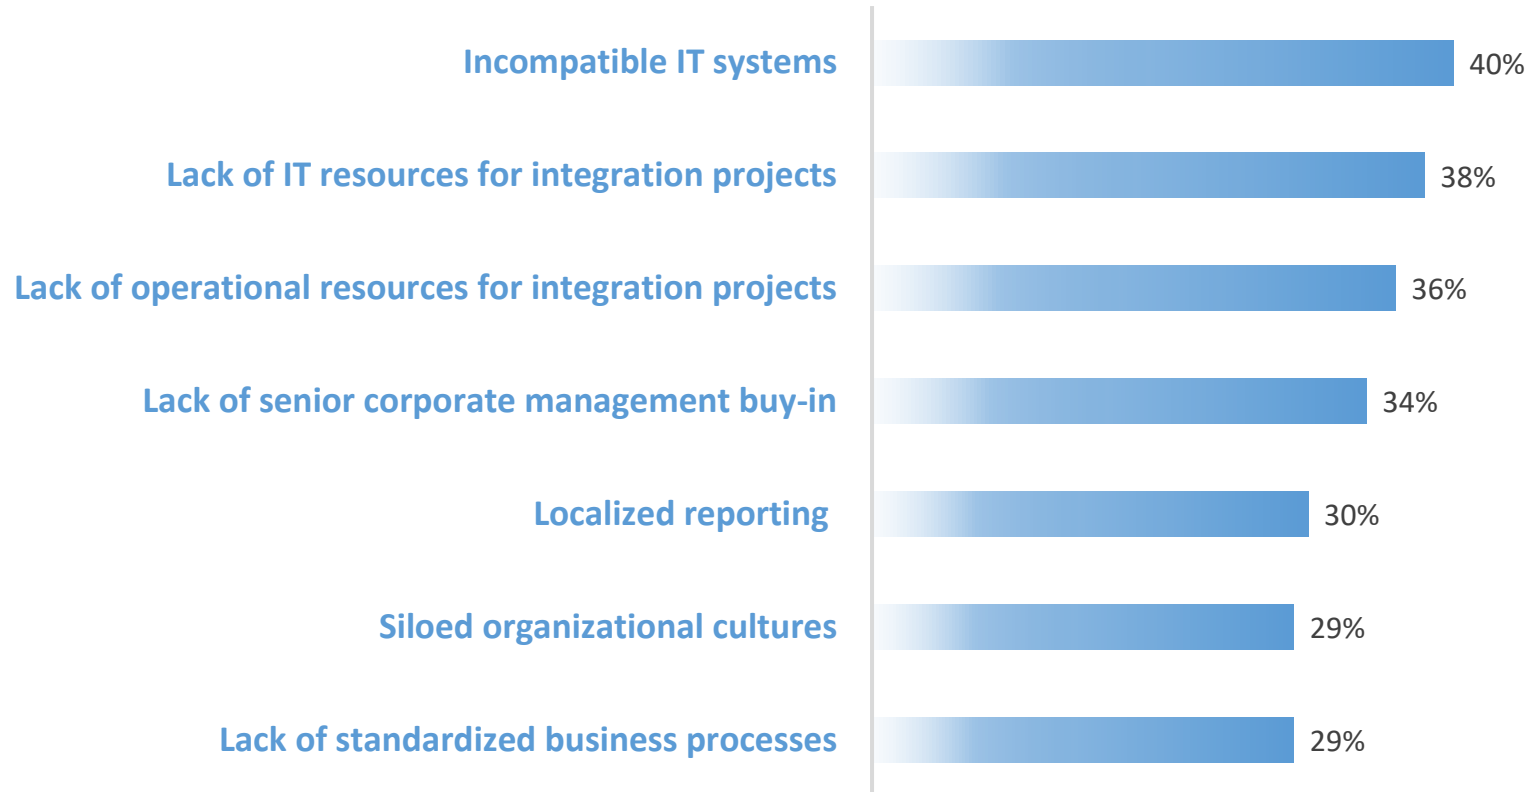 Incompatible IT systems 40%
Lack of IT resources for integration projects 38%
Lack of operational resources for integration projects 36%
Lack of senior corporate management buy-in 34%
Localized reporting 30%
Siloed organizational cultures 29%
Lack of standardized business processes 29%